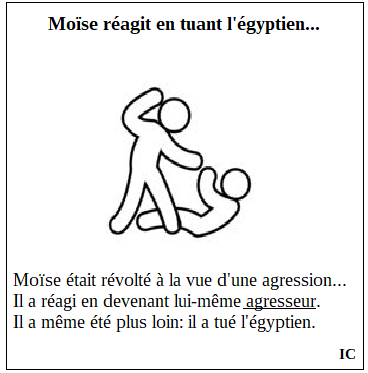 Moïse réagit en tuant l'égyptien...
Moïse était révolté à la vue d'une agression...
Il a réagi en devenant lui-même agresseur.
Il a même été plus loin: il a tué l'égyptien.
IC